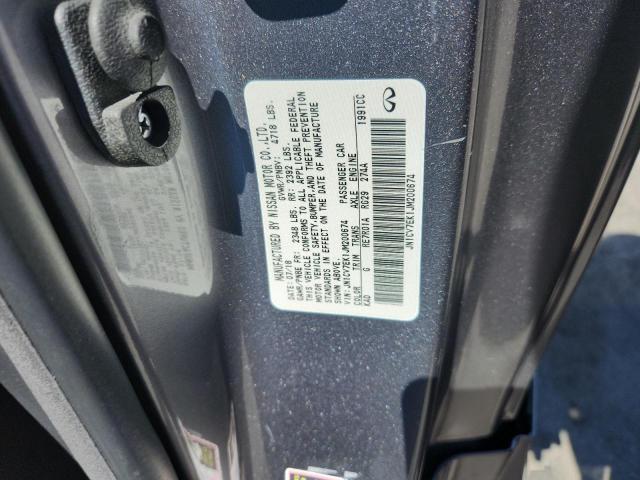 MANUFACTURED BY NISSAN MOTOR CO.,LTD.
DATE: 07/18 GVWR/PNBV: 4718 LBS.
GAWR/PNBE FR: 2348 LBS. RR: 2392 LBS.
THIS VEHICLE CONFORMS TO ALL APPLICABLE FEDERAL
MOTOR VEHICLE SAFETY,BUMPER,AND THEFT PREVENTION
STANDARDS IN EFFECT ON THE DATE OF MANUFACTURE
SHOWN ABOVE.
VIN: JN1CV7EK1JM200674 PASSENGER CAR
COLOR TRIM TRANS AXLE ENGINE
KAD G RE7R01A RG29 274A 1991CC
JN1CV7EK1JM200674